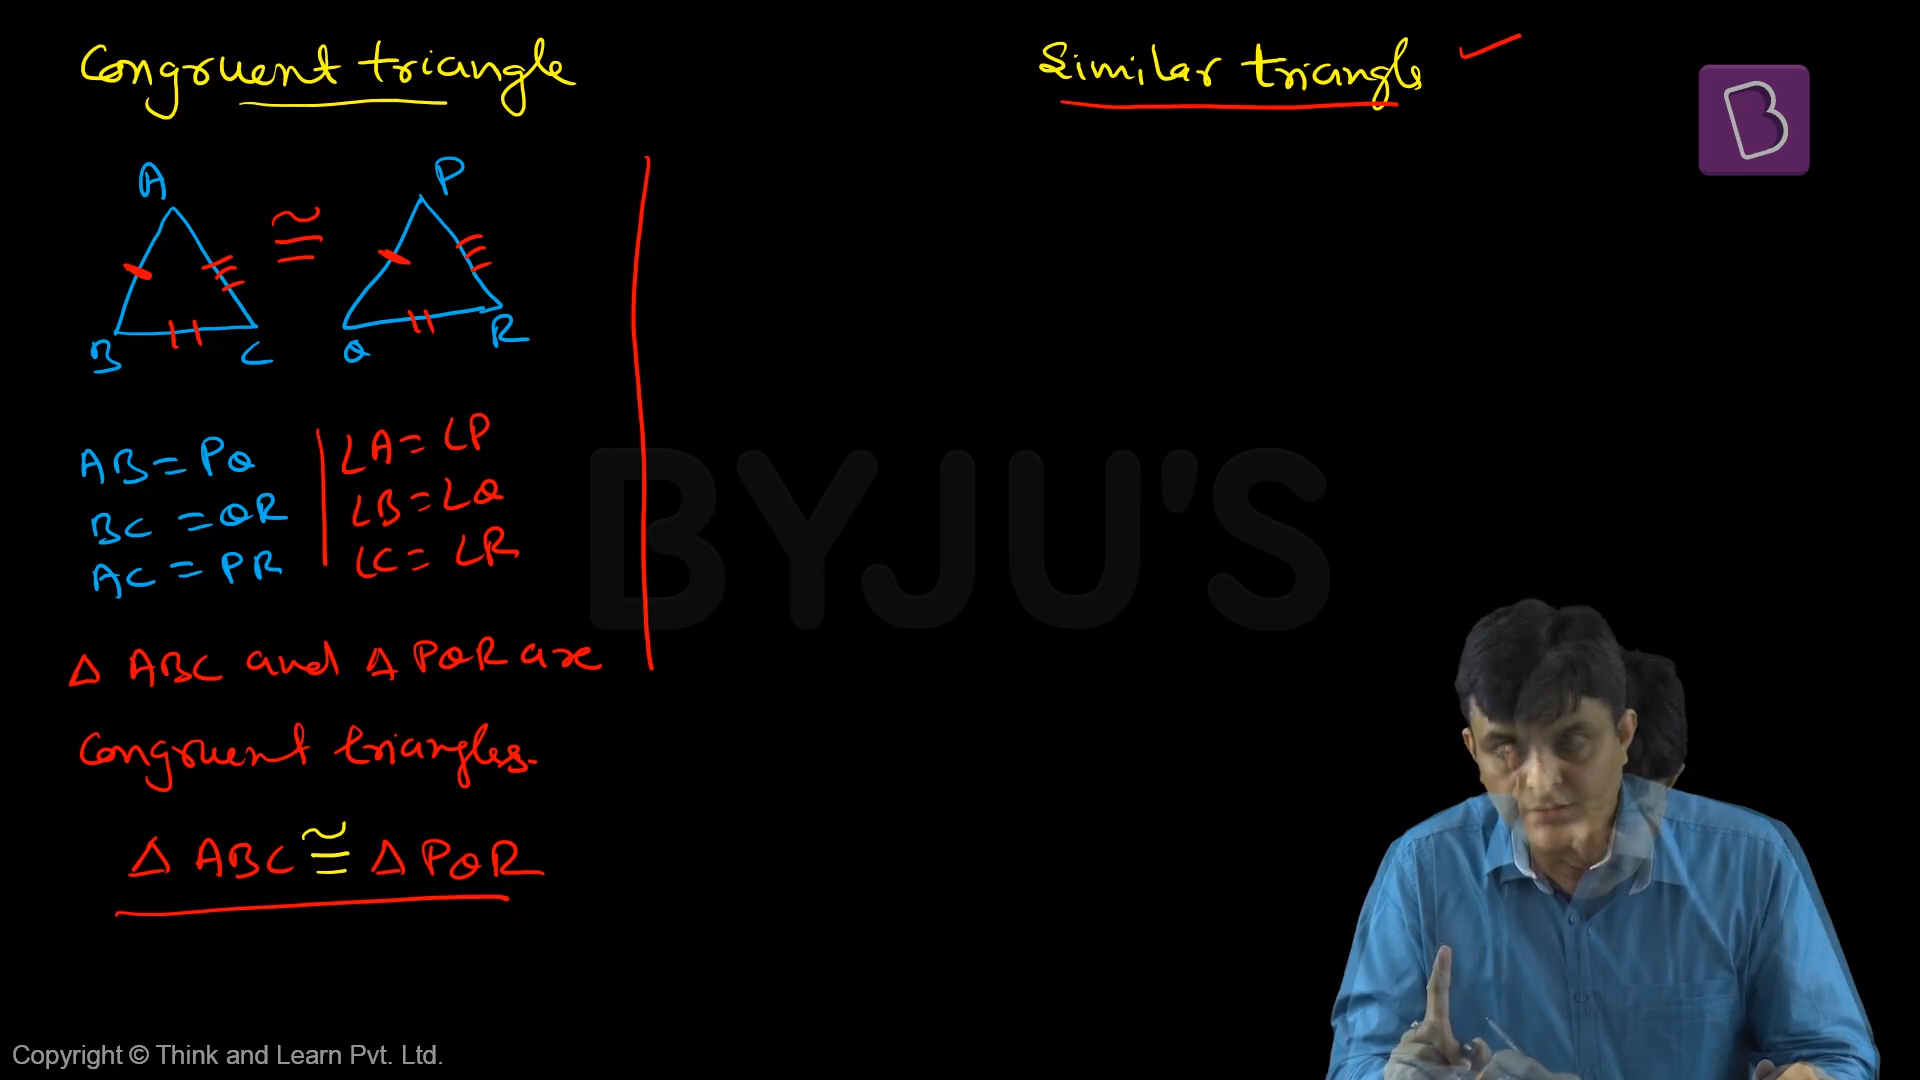 Congruent triangle
Similar triangle
A
P
≅
B
C
Q
R
AB = PQ
BC = QR
AC = PR
∠A = ∠P
∠B = ∠Q
∠C = ∠R
Δ ABC and Δ PQR are
Congruent triangles.
Δ ABC ≅ Δ PQR
B
BYJU'S
Copyright © Think and Learn Pvt. Ltd.